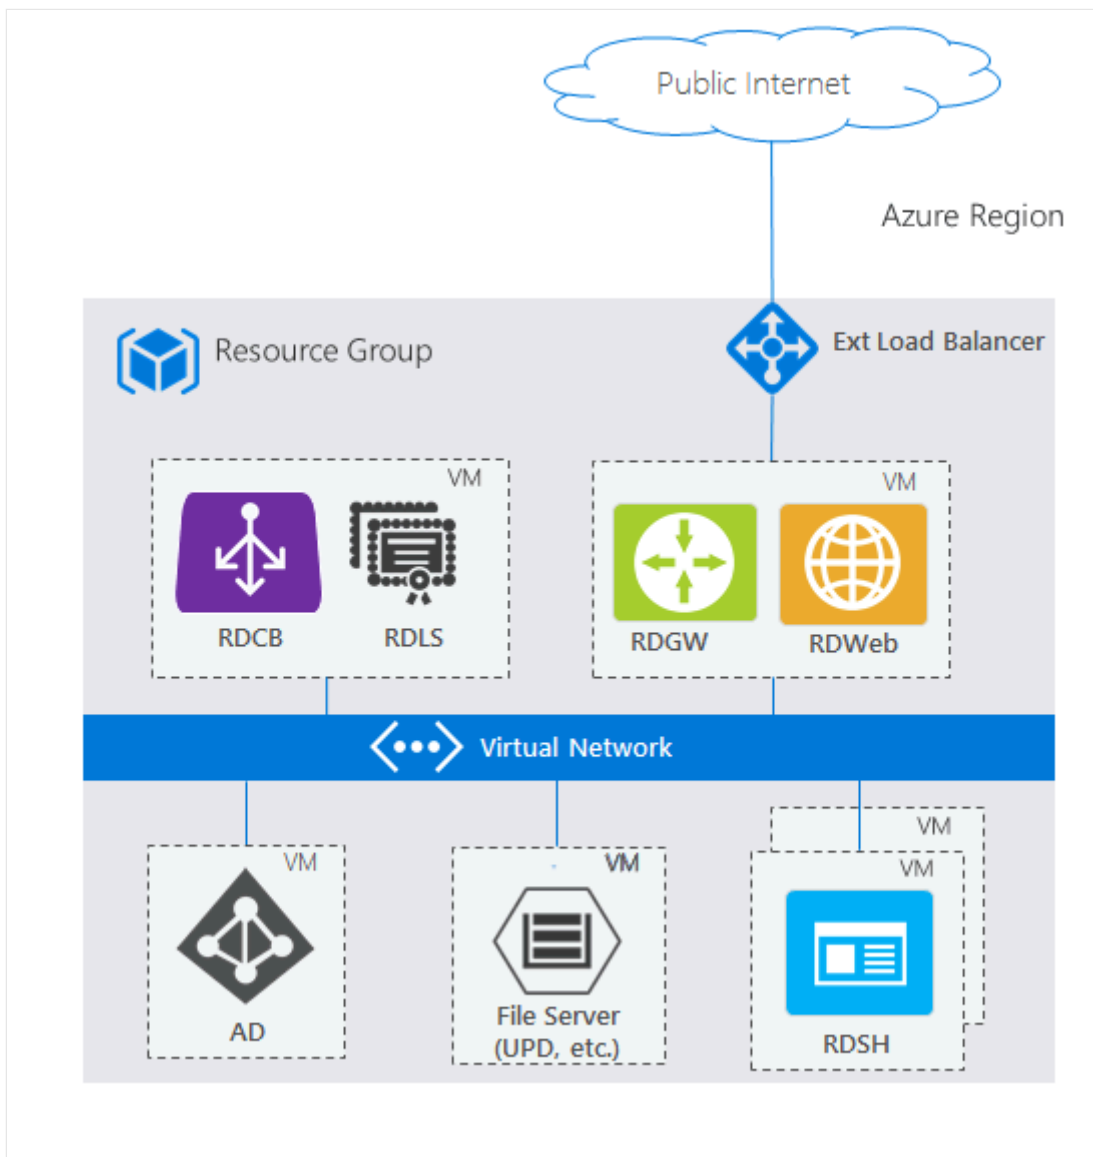 Public Internet
Azure Region
Resource Group
Ext Load Balancer
VM
RDCB
RDLS
VM
RDGW
RDWeb
Virtual Network
VM
AD
VM
File Server
(UPD, etc.)
VM
VM
RDSH